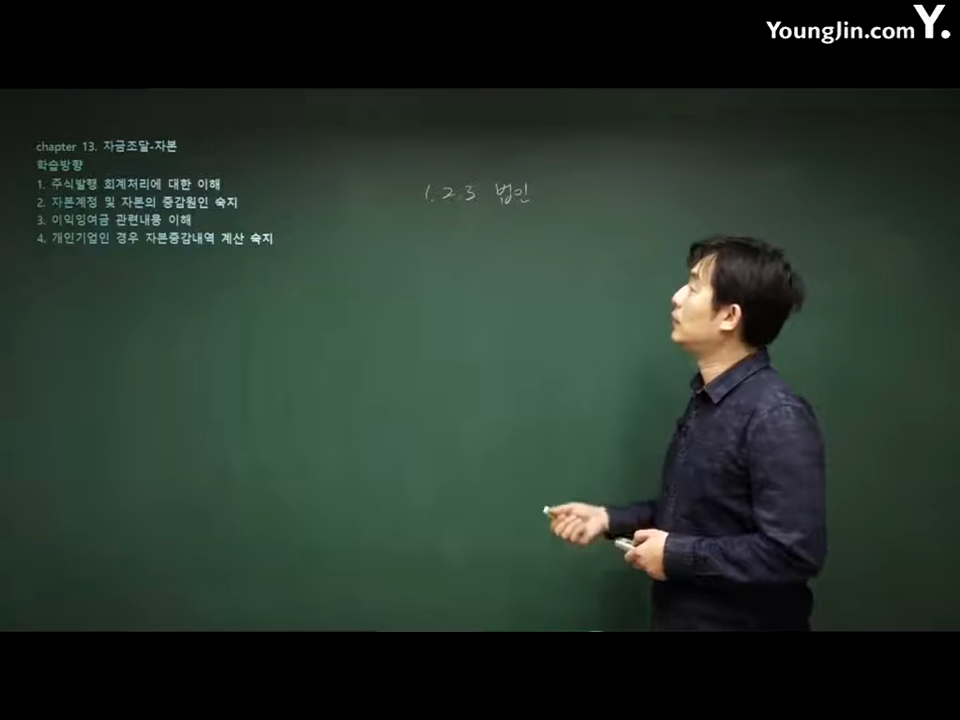 YoungJin.com Y.
chapter 13. 자금조달-자본
학습방향
1. 주식발행 회계처리에 대한 이해
2. 자본계정 및 자본의 증감원인 숙지
3. 이익잉여금 관련내용 이해
4. 개인기업인 경우 자본증감내역 계산 숙지
1.2.3 법인